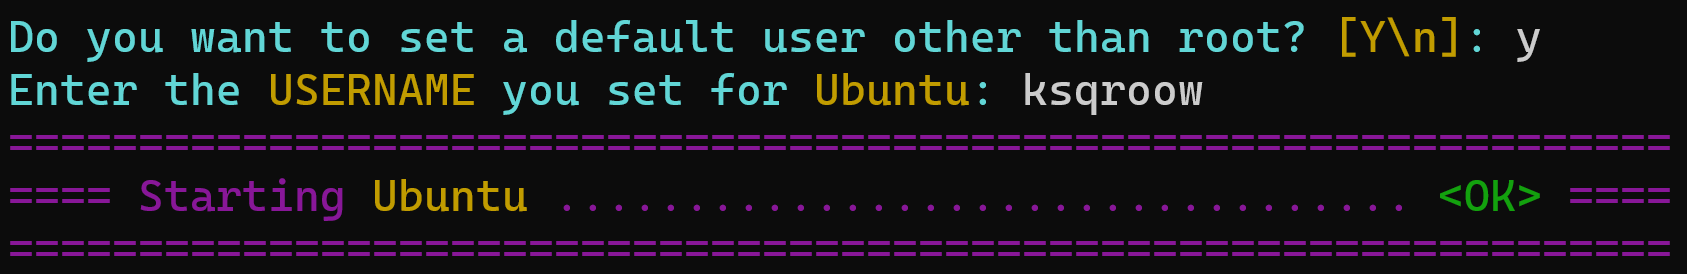 Do you want to set a default user other than root? [Y\n]: y
Enter the USERNAME you set for Ubuntu: ksqroow
================================================================
==== Starting Ubuntu ................................. <OK> ====
================================================================